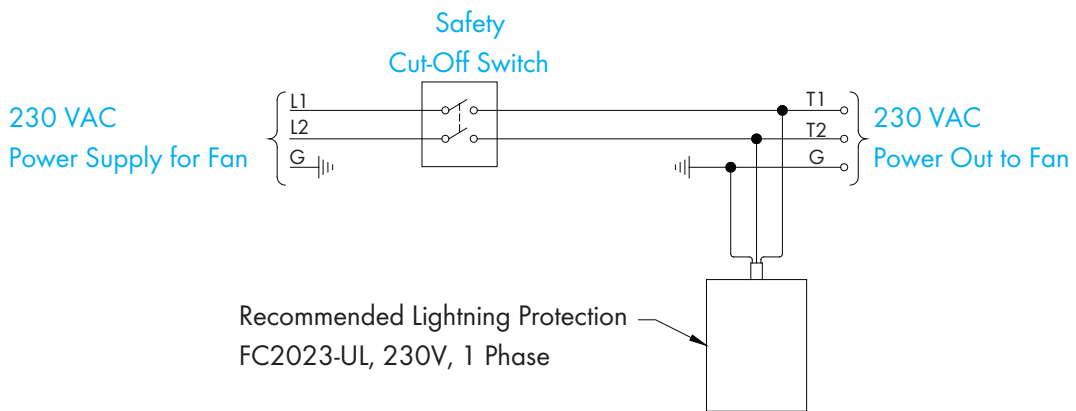 Safety
Cut-Off Switch
230 VAC
Power Supply for Fan
L1
L2
G
T1
T2
G
230 VAC
Power Out to Fan
Recommended Lightning Protection
FC2023-UL, 230V, 1 Phase